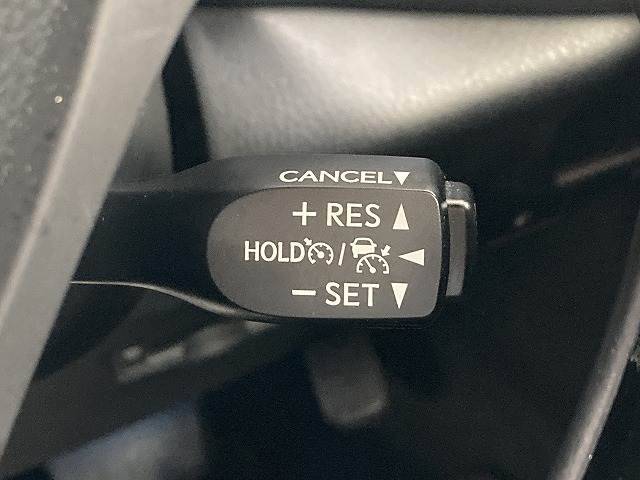 CANCEL▼
+ RES ▲
HOLD / ◀
− SET ▼